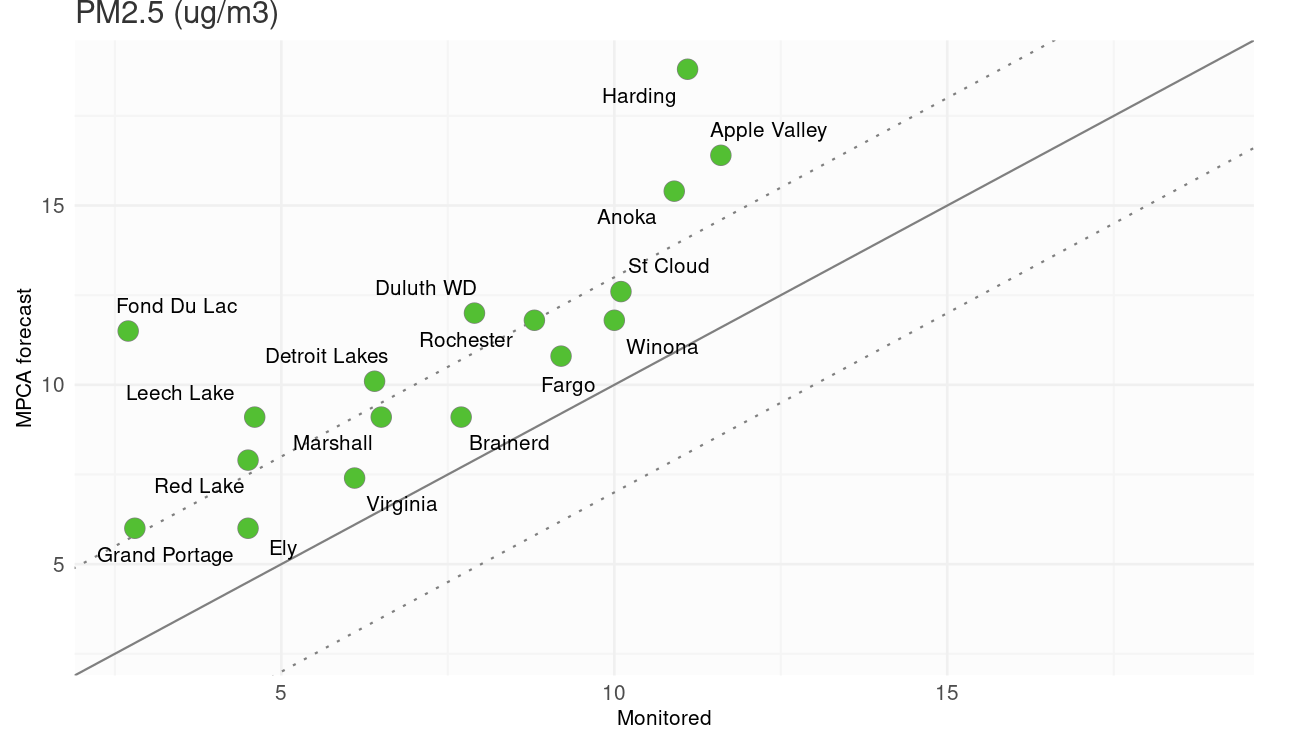 PM2.5 (ug/m3)
Harding
Apple Valley
15
Anoka
St Cloud
Duluth WD
Fond Du Lac
Rochester
Winona
Detroit Lakes
10
Fargo
Leech Lake
MPCA forecast
Marshall
Brainerd
Red Lake
Virginia
Ely
Grand Portage
5
5
10
15
Monitored